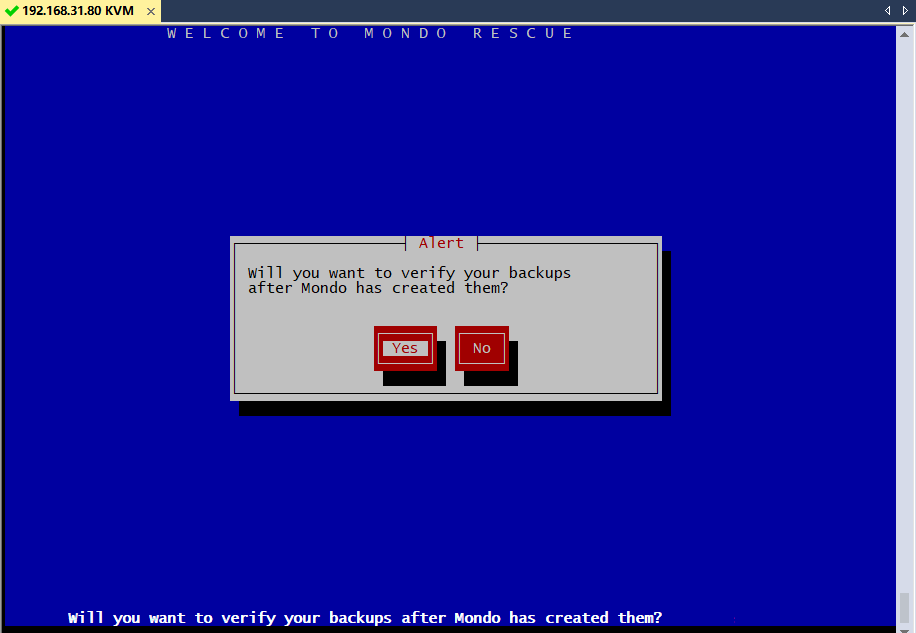 192.168.31.80 KVM
W E L C O M E   T O   M O N D O   R E S C U E
Alert
Will you want to verify your backups
after Mondo has created them?
Yes No
Will you want to verify your backups after Mondo has created them?